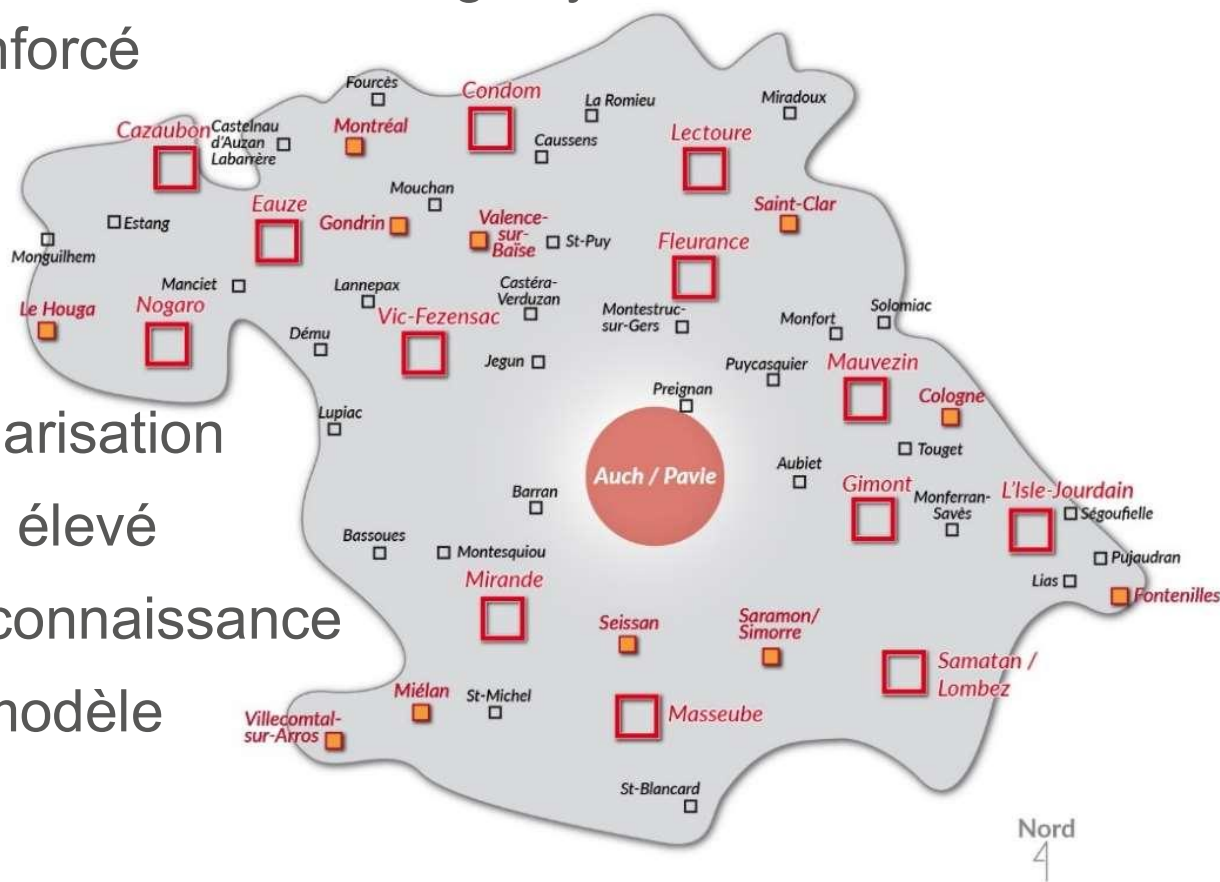 nforcé
Fourcès
Condom
La Romieu
Miradoux
Cazaubon
Castelnau
d'Auzan
Labarrère
Montréal
Caussens
Lectoure
Mouchan
Eauze
Gondrin
Valence-
sur-
Baïse
St-Puy
Saint-Clar
Estang
Fleurance
Monguilhem
Manciet
Lannepax
Castéra-
Verduzan
Le Houga
Nogaro
Vic-Fezensac
Montestruc-
sur-Gers
Monfort
Solomiac
Dému
Jegun
Puycasquier
Mauvezin
Preignan
Cologne
Lupiac
arisation
Touget
Auch / Pavie
Aubiet
Gimont
Monferran-
Savès
L'Isle-Jourdain
Ségoufielle
Barran
élevé
Bassoues
Montesquiou
Pujaudran
Lias
Fontenilles
Mirande
connaissance
Seissan
Saramon/
Simorre
Samatan /
Lombez
Miélan
St-Michel
Masseube
modèle
Villecomtal-
sur-Arros
St-Blancard
Nord